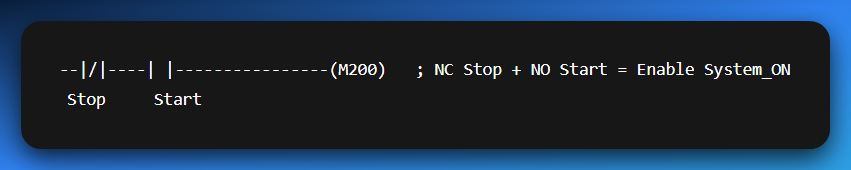 --|/|----| |----------------(M200)   ; NC Stop + NO Start = Enable System_ON
Stop     Start